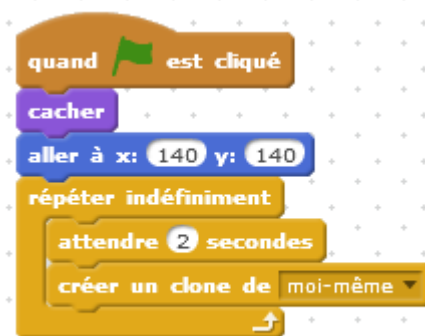 quand est cliqué
cacher
aller à x: 140 y: 140
répéter indéfiniment
attendre 2 secondes
créer un clone de moi-même